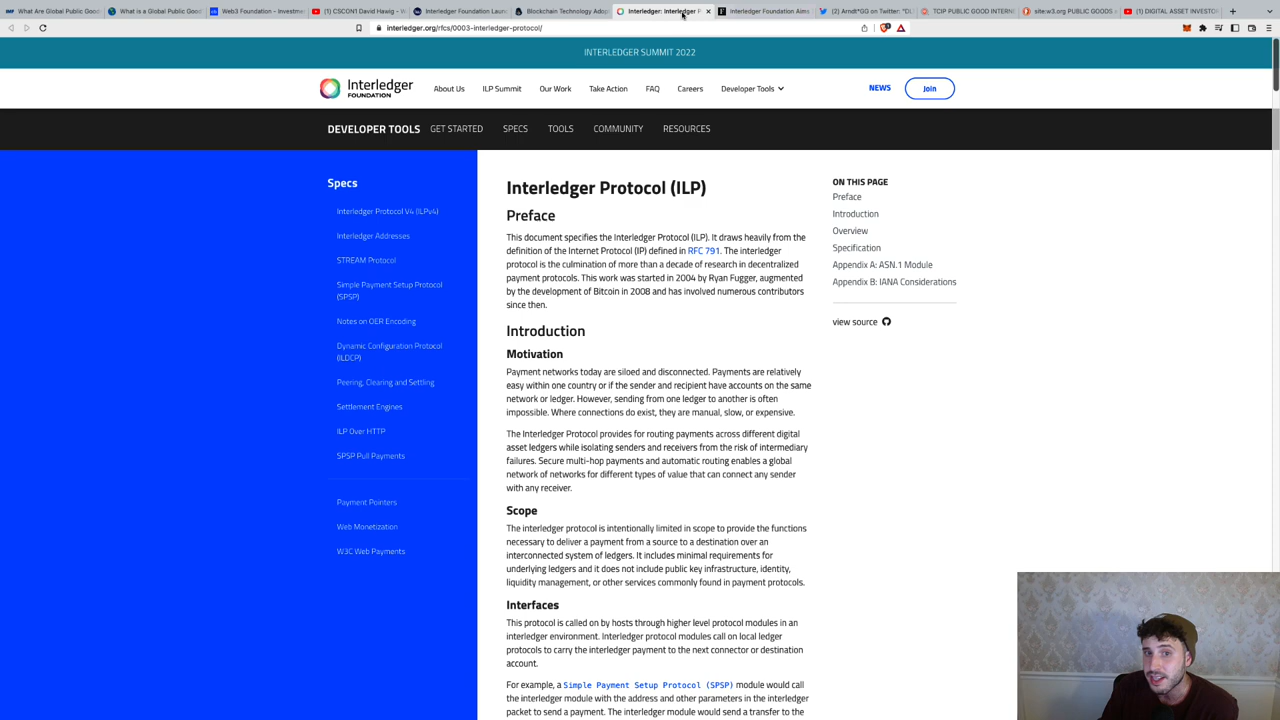 What Are Global Public Good
What is a Global Public Good
Web3 Foundation – Investme
(1) CSCON1 David Hawig – W
Interledger Foundation Laun
Blockchain Technology Adop
Interledger: Interledger P
Interledger Foundation Aims
(2) Arndt*GG on Twitter: "DL
TCIP PUBLIC GOOD INTERN
site:w3.org PUBLIC GOODS
(1) DIGITAL ASSET INVESTOR
interledger.org/rfcs/0003-interledger-protocol/
INTERLEDGER SUMMIT 2022
Interledger
FOUNDATION
About Us
ILP Summit
Our Work
Take Action
FAQ
Careers
Developer Tools
NEWS
Join
DEVELOPER TOOLS
GET STARTED
SPECS
TOOLS
COMMUNITY
RESOURCES
Specs
Interledger Protocol V4 (ILPv4)
Interledger Addresses
STREAM Protocol
Simple Payment Setup Protocol
(SPSP)
Notes on OER Encoding
Dynamic Configuration Protocol
(ILDCP)
Peering, Clearing and Settling
Settlement Engines
ILP Over HTTP
SPSP Pull Payments
Payment Pointers
Web Monetization
W3C Web Payments
Interledger Protocol (ILP)
Preface
This document specifies the Interledger Protocol (ILP). It draws heavily from the
definition of the Internet Protocol (IP) defined in RFC 791. The interledger
protocol is the culmination of more than a decade of research in decentralized
payment protocols. This work was started in 2004 by Ryan Fugger, augmented
by the development of Bitcoin in 2008 and has involved numerous contributors
since then.
Introduction
Motivation
Payment networks today are siloed and disconnected. Payments are relatively
easy within one country or if the sender and recipient have accounts on the same
network or ledger. However, sending from one ledger to another is often
impossible. Where connections do exist, they are manual, slow, or expensive.
The Interledger Protocol provides for routing payments across different digital
asset ledgers while isolating senders and receivers from the risk of intermediary
failures. Secure multi-hop payments and automatic routing enables a global
network of networks for different types of value that can connect any sender
with any receiver.
Scope
The interledger protocol is intentionally limited in scope to provide the functions
necessary to deliver a payment from a source to a destination over an
interconnected system of ledgers. It includes minimal requirements for
underlying ledgers and it does not include public key infrastructure, identity,
liquidity management, or other services commonly found in payment protocols.
Interfaces
This protocol is called on by hosts through higher level protocol modules in an
interledger environment. Interledger protocol modules call on local ledger
protocols to carry the interledger payment to the next connector or destination
account.
For example, a Simple Payment Setup Protocol (SPSP) module would call
the interledger module with the address and other parameters in the interledger
packet to send a payment. The interledger module would send a transfer to the
ON THIS PAGE
Preface
Introduction
Overview
Specification
Appendix A: ASN.1 Module
Appendix B: IANA Considerations
view source